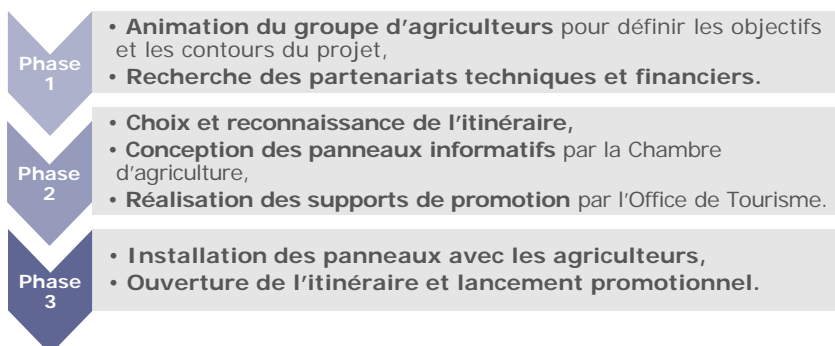 Phase
1
• Animation du groupe d’agriculteurs pour définir les objectifs
et les contours du projet,
• Recherche des partenariats techniques et financiers.
Phase
2
• Choix et reconnaissance de l’itinéraire,
• Conception des panneaux informatifs par la Chambre
d’agriculture,
• Réalisation des supports de promotion par l’Office de Tourisme.
Phase
3
• Installation des panneaux avec les agriculteurs,
• Ouverture de l’itinéraire et lancement promotionnel.